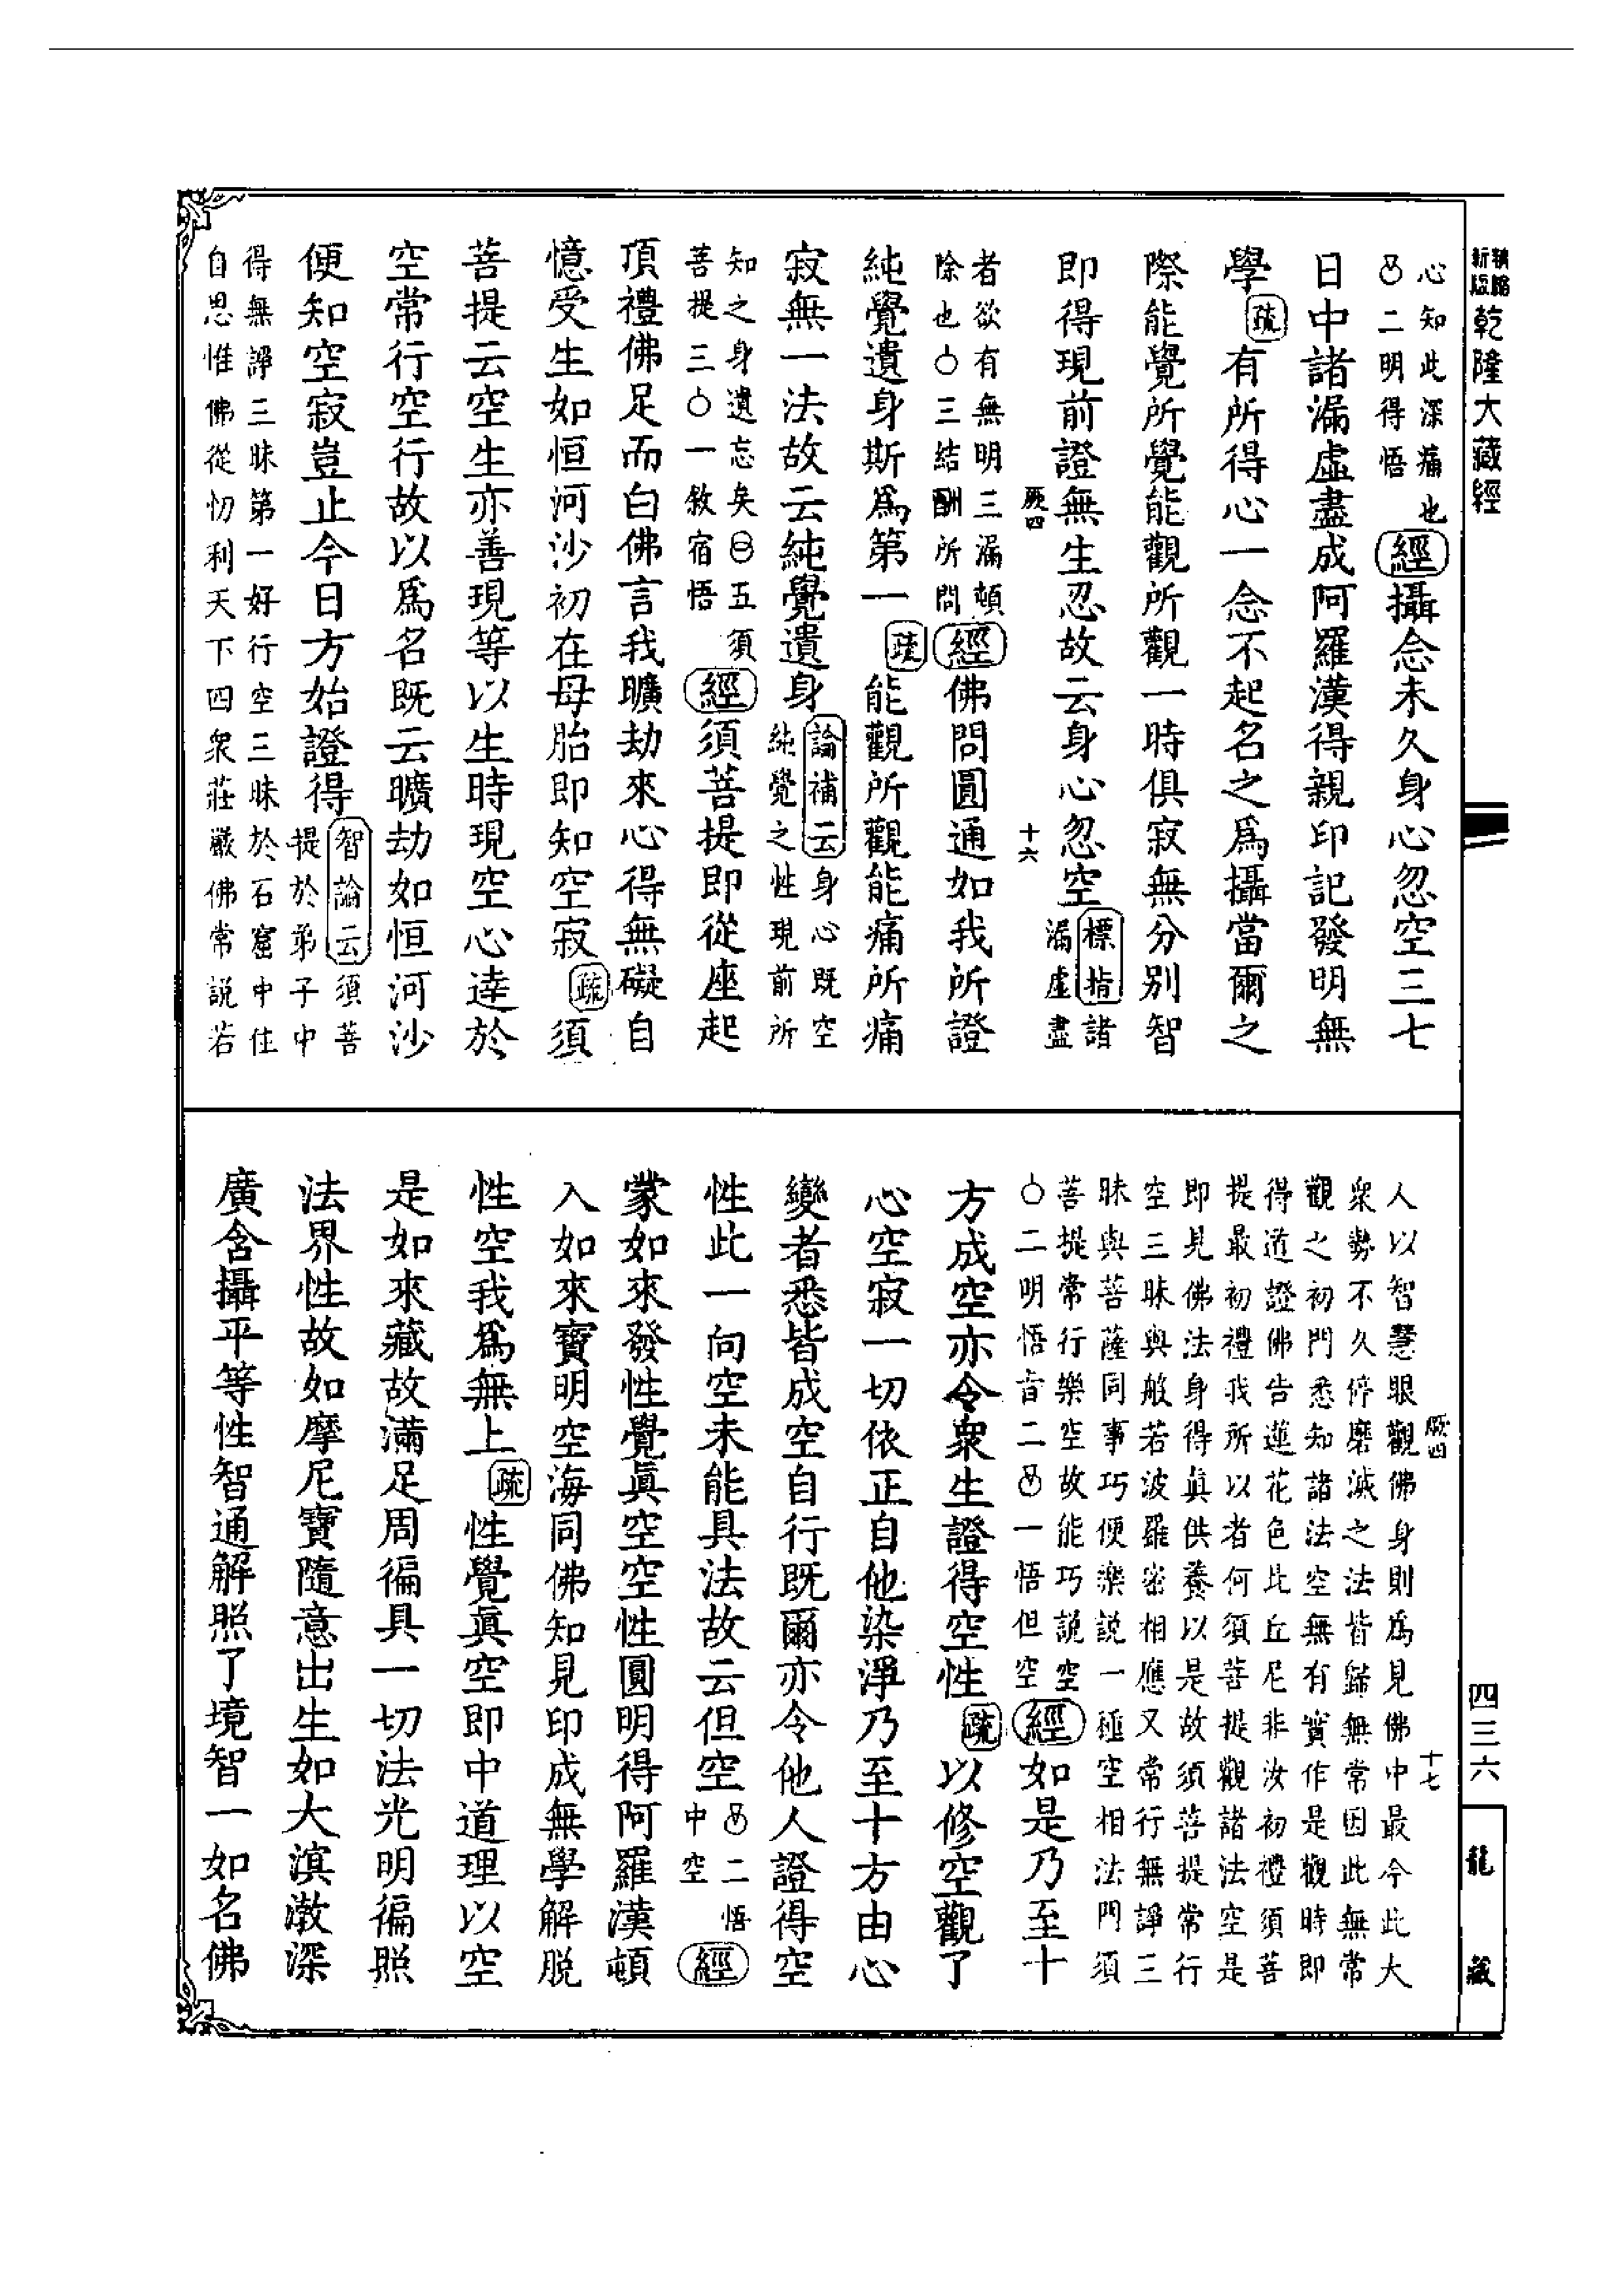 新版精縮乾隆大藏經
心知此深痛也
二明得悟
經攝念未久身心忽空三七
日中諸漏虛盡成阿羅漢得親印記發明無
學疏有所得心一念不起名之爲攝當爾之
際能覺所覺能觀所觀一時俱寂無分別智
即得現前證無生忍故云身心忽空標指諸
漏虛盡
厥四
十六
者欲有無明三漏頓
除也○三結酬所問
經佛問圓通如我所證
純覺遺身斯爲第一疏能觀所觀能痛所痛
寂無一法故云純覺遺身論補云身心既空
純覺之性現前所
知之身遺忘矣㊀五須
菩提三○一敘宿悟
經須菩提即從座起
頂禮佛足而白佛言我曠劫來心得無礙自
憶受生如恒河沙初在母胎即知空寂疏須
菩提云空生亦善現等以生時現空心達於
空常行空行故以爲名既云曠劫如恒河沙
便知空寂豈止今日方始證得智論云須菩
提於弟子中
得無諍三昧第一好行空三昧於石窟中住
自思惟佛從忉利天下四衆莊嚴佛常説若
人以智慧眼觀佛身則爲見佛中最今此大
衆勢不久停磨滅之法皆歸無常因此無常
觀之初門悉知諸法空無有實作是觀時即
得道證佛告蓮花色比丘尼非汝初禮須菩
提最初禮我所以者何須菩提觀諸法空是
即見佛法身得眞供養以是故須菩提常行
空三昧與般若波羅密相應又常行無諍三
昧與菩薩同事巧便樂説一種空相法門須
菩提常行樂空故能巧説空
○二明悟旨二
一悟但空
經如是乃至十
方成空亦令衆生證得空性疏以修空觀了
心空寂一切依正自他染淨乃至十方由心
變者悉皆成空自行既爾亦令他人證得空
性此一向空未能具法故云但空
二悟
中空
經
蒙如來發性覺眞空空性圓明得阿羅漢頓
入如來寶明空海同佛知見印成無學解脱
性空我爲無上疏性覺眞空即中道理以空
是如來藏故滿足周徧具一切法光明徧照
法界性故如摩尼寶隨意出生如大溟渤深
廣含攝平等性智通解照了境智一如名佛
厥四
十七
四三六
龍藏